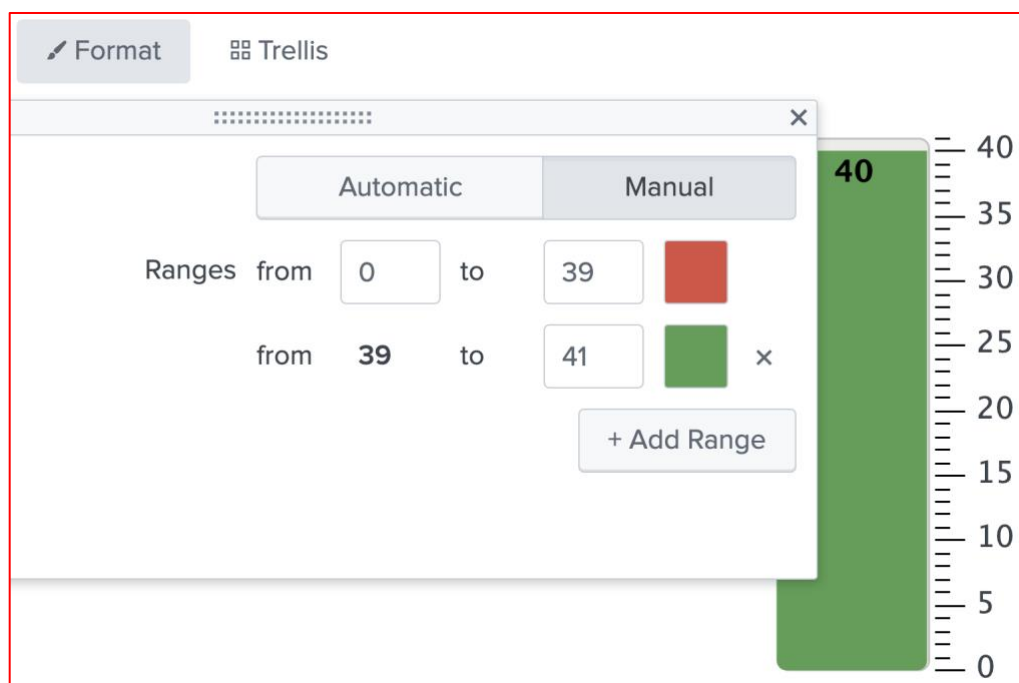 Format Trellis
Automatic Manual
Ranges from 0 to 39
from 39 to 41
+ Add Range
40
40
35
30
25
20
15
10
5
0